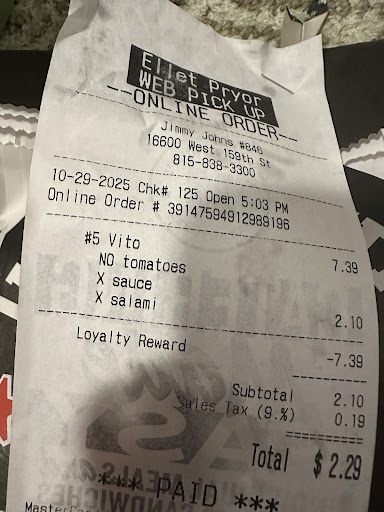 Ellet Pryor
WEB PICK UP
--ONLINE ORDER--
Jimmy Johns #846
16600 West 159th St
815-838-3300
10-29-2025 Chk# 125 Open 5:03 PM
Online Order # 39147594912989196
#5 Vito 7.39
NO tomatoes
X sauce
X salami 2.10
Loyalty Reward -7.39
Subtotal 2.10
Sales Tax (9.%) 0.19
Total $2.29
*** PAID ***